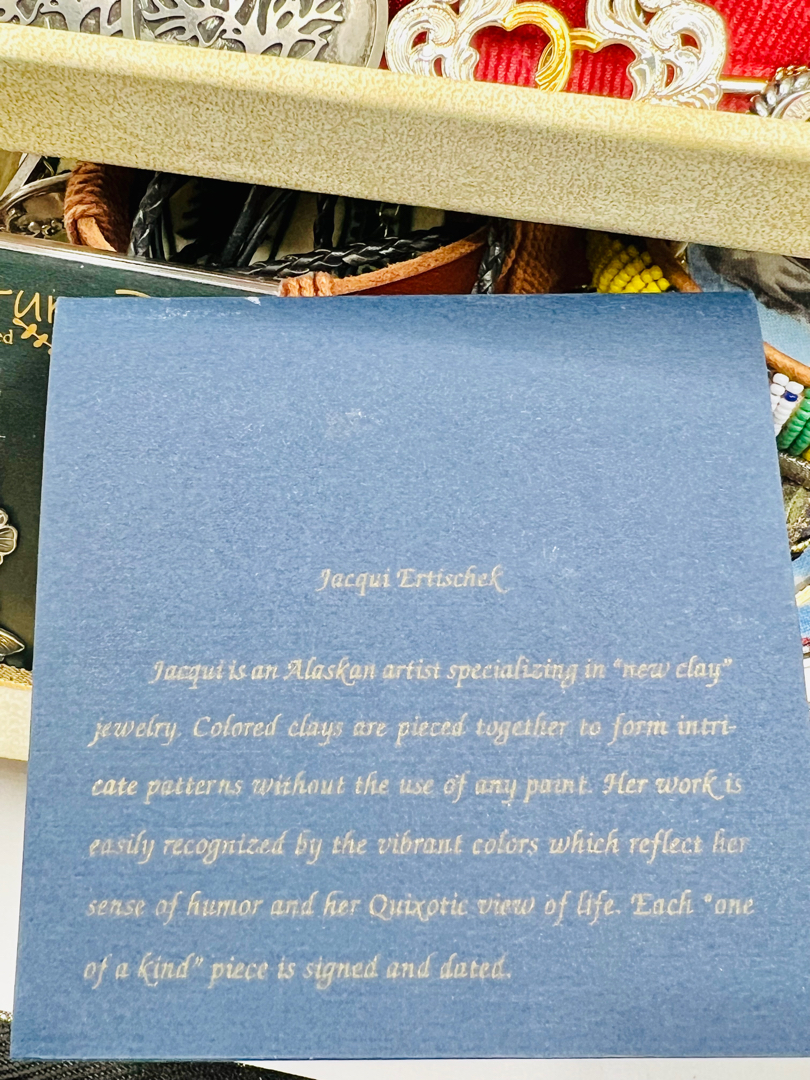 Jacqui Ertischek
Jacqui is an Alaskan artist specializing in "new clay"
jewelry. Colored clays are pieced together to form intri-
cate patterns without the use of any paint. Her work is
easily recognized by the vibrant colors which reflect her
sense of humor and her Quixotic view of life. Each "one
of a kind" piece is signed and dated.